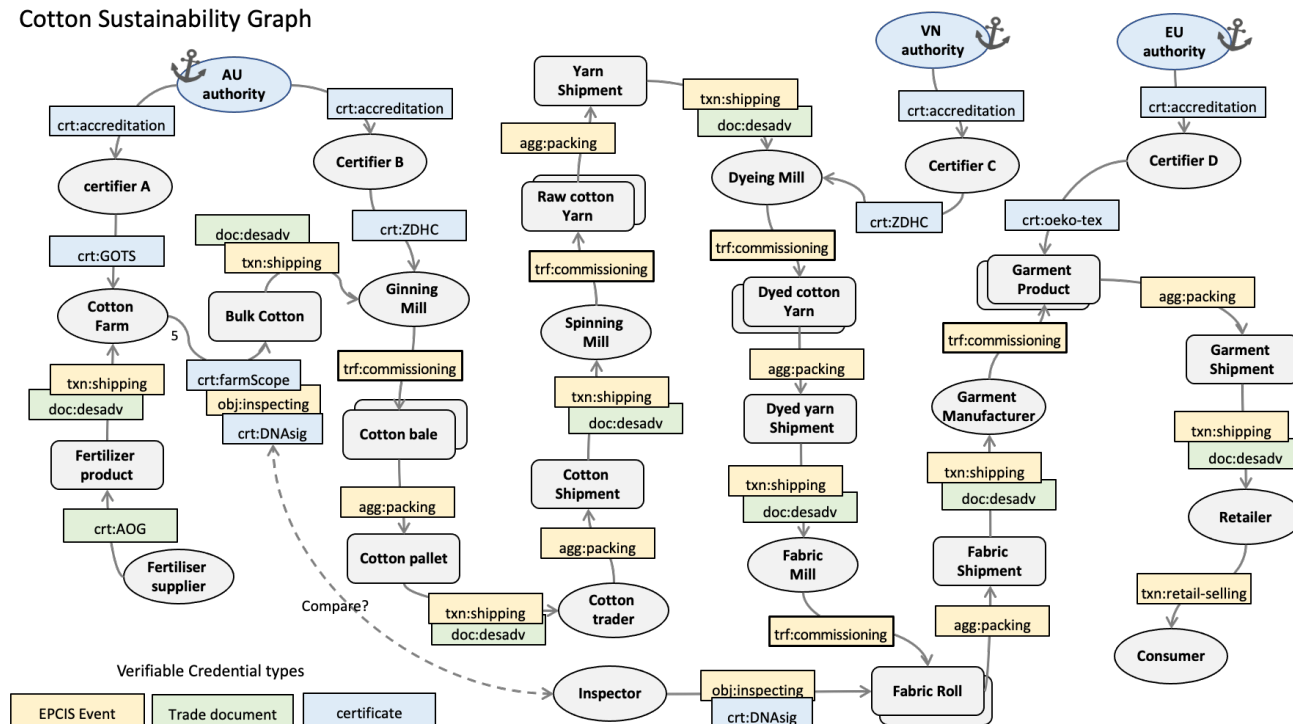 Cotton Sustainability Graph
AU
authority
VN
authority
EU
authority
crt:accreditation
crt:accreditation
crt:accreditation
crt:accreditation
certifier A
Certifier B
Certifier C
Certifier D
crt:GOTS
crt:ZDHC
crt:ZDHC
crt:oeko-tex
Cotton
Farm
5
txn:shipping
doc:desadv
Fertilizer
product
crt:AOG
Fertiliser
supplier
crt:farmScope
obj:inspecting
crt:DNAsig
Bulk Cotton
doc:desadv
txn:shipping
Ginning
Mill
trf:commissioning
Cotton bale
agg:packing
Cotton pallet
txn:shipping
doc:desadv
Cotton
trader
agg:packing
Cotton
Shipment
txn:shipping
doc:desadv
Spinning
Mill
trf:commissioning
Raw cotton
Yarn
agg:packing
Yarn
Shipment
txn:shipping
doc:desadv
Dyeing Mill
trf:commissioning
Dyed cotton
Yarn
agg:packing
Dyed yarn
Shipment
txn:shipping
doc:desadv
Fabric
Mill
trf:commissioning
Fabric Roll
agg:packing
Fabric
Shipment
txn:shipping
doc:desadv
Garment
Manufacturer
trf:commissioning
Garment
Product
agg:packing
Garment
Shipment
txn:shipping
doc:desadv
Retailer
txn:retail-selling
Consumer
Compare?
Inspector
obj:inspecting
crt:DNAsig
Verifiable Credential types
EPCIS Event
Trade document
certificate